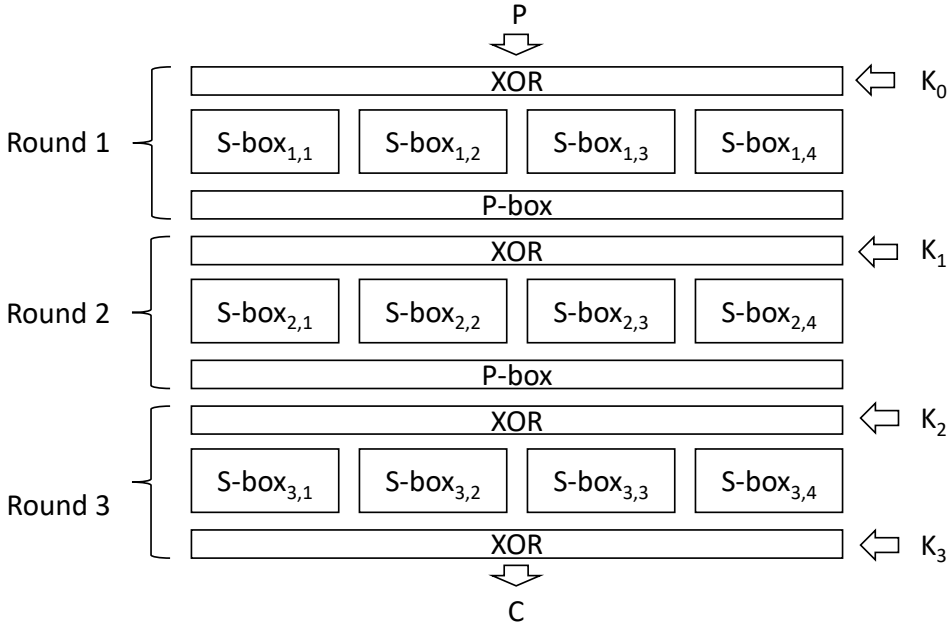 P
XOR K₀
Round 1 S-box₁,₁ S-box₁,₂ S-box₁,₃ S-box₁,₄
P-box
XOR K₁
Round 2 S-box₂,₁ S-box₂,₂ S-box₂,₃ S-box₂,₄
P-box
XOR K₂
Round 3 S-box₃,₁ S-box₃,₂ S-box₃,₃ S-box₃,₄
XOR K₃
C